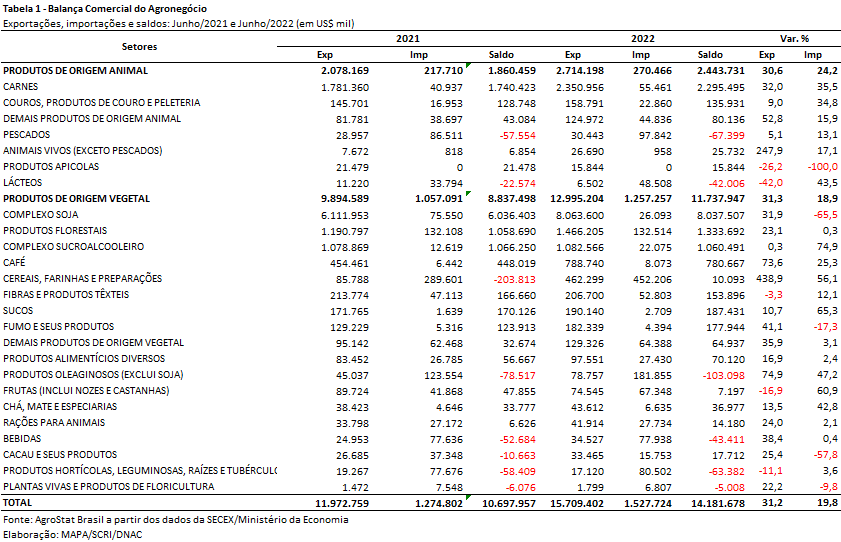 Tabela 1 - Balança Comercial do Agronegócio
Exportações, importações e saldos: Junho/2021 e Junho/2022 (em US$ mil)
Setores 2021 2022 Var. %
Exp Imp Saldo Exp Imp Saldo Exp Imp
PRODUTOS DE ORIGEM ANIMAL 2.078.169 217.710 1.860.459 2.714.198 270.466 2.443.731 30,6 24,2
CARNES 1.781.360 40.937 1.740.423 2.350.956 55.461 2.295.495 32,0 35,5
COUROS, PRODUTOS DE COURO E PELETERIA 145.701 16.953 128.748 158.791 22.860 135.931 9,0 34,8
DEMAIS PRODUTOS DE ORIGEM ANIMAL 81.781 38.697 43.084 124.972 44.836 80.136 52,8 15,9
PESCADOS 28.957 86.511 -57.554 30.443 97.842 -67.399 5,1 13,1
ANIMAIS VIVOS (EXCETO PESCADOS) 7.672 818 6.854 26.690 958 25.732 247,9 17,1
PRODUTOS APICOLAS 21.479 0 21.478 15.844 0 15.844 -26,2 -100,0
LÁCTEOS 11.220 33.794 -22.574 6.502 48.508 -42.006 -42,0 43,5
PRODUTOS DE ORIGEM VEGETAL 9.894.589 1.057.091 8.837.498 12.995.204 1.257.257 11.737.947 31,3 18,9
COMPLEXO SOJA 6.111.953 75.550 6.036.403 8.063.600 26.093 8.037.507 31,9 -65,5
PRODUTOS FLORESTAIS 1.190.797 132.108 1.058.690 1.466.205 132.514 1.333.692 23,1 0,3
COMPLEXO SUCROALCOOLEIRO 1.078.869 12.619 1.066.250 1.082.566 22.075 1.060.491 0,3 74,9
CAFÉ 454.461 6.442 448.019 788.740 8.073 780.667 73,6 25,3
CEREAIS, FARINHAS E PREPARAÇÕES 85.788 289.601 -203.813 462.299 452.206 10.093 438,9 56,1
FIBRAS E PRODUTOS TÊXTEIS 213.774 47.113 166.660 206.700 52.803 153.896 -3,3 12,1
SUCOS 171.765 1.639 170.126 190.140 2.709 187.431 10,7 65,3
FUMO E SEUS PRODUTOS 129.229 5.316 123.913 182.339 4.394 177.944 41,1 -17,3
DEMAIS PRODUTOS DE ORIGEM VEGETAL 95.142 62.468 32.674 129.326 64.388 64.937 35,9 3,1
PRODUTOS ALIMENTÍCIOS DIVERSOS 83.452 26.785 56.667 97.551 27.430 70.120 16,9 2,4
PRODUTOS OLEAGINOSOS (EXCLUI SOJA) 45.037 123.554 -78.517 78.757 181.855 -103.098 74,9 47,2
FRUTAS (INCLUI NOZES E CASTANHAS) 89.724 41.868 47.855 74.545 67.348 7.197 -16,9 60,9
CHÁ, MATE E ESPECIARIAS 38.423 4.646 33.777 43.612 6.635 36.977 13,5 42,8
RAÇÕES PARA ANIMAIS 33.798 27.172 6.626 41.914 27.734 14.180 24,0 2,1
BEBIDAS 24.953 77.636 -52.684 34.527 77.938 -43.411 38,4 0,4
CACAU E SEUS PRODUTOS 26.685 37.348 -10.663 33.465 15.753 17.712 25,4 -57,8
PRODUTOS HORTÍCOLAS, LEGUMINOSAS, RAÍZES E TUBÉRCULO 19.267 77.676 -58.409 17.120 80.502 -63.382 -11,1 3,6
PLANTAS VIVAS E PRODUTOS DE FLORICULTURA 1.472 7.548 -6.076 1.799 6.807 -5.008 22,2 -9,8
TOTAL 11.972.759 1.274.802 10.697.957 15.709.402 1.527.724 14.181.678 31,2 19,8
Fonte: AgroStat Brasil a partir dos dados da SECEX/Ministério da Economia
Elaboração: MAPA/SCRI/DNAC